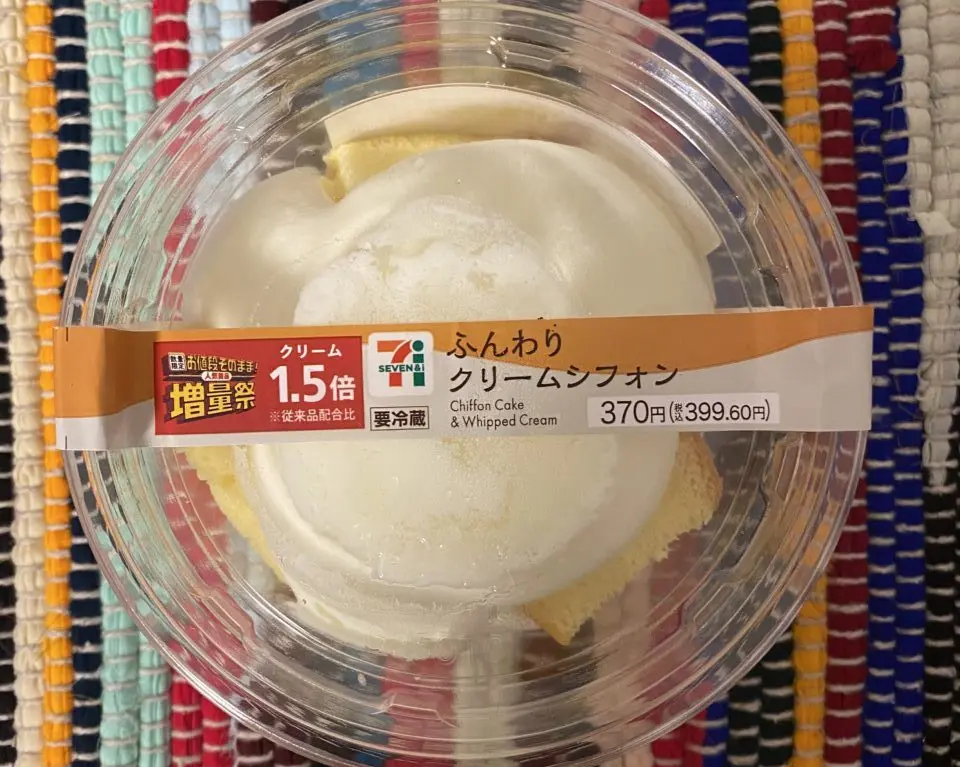 数量限定
お値段そのまま!
人気商品
増量祭
クリーム
1.5倍
※従来品配合比
SEVEN&i
要冷蔵
ふんわり
クリームシフォン
Chiffon Cake
& Whipped Cream
370円(税込399.60円)